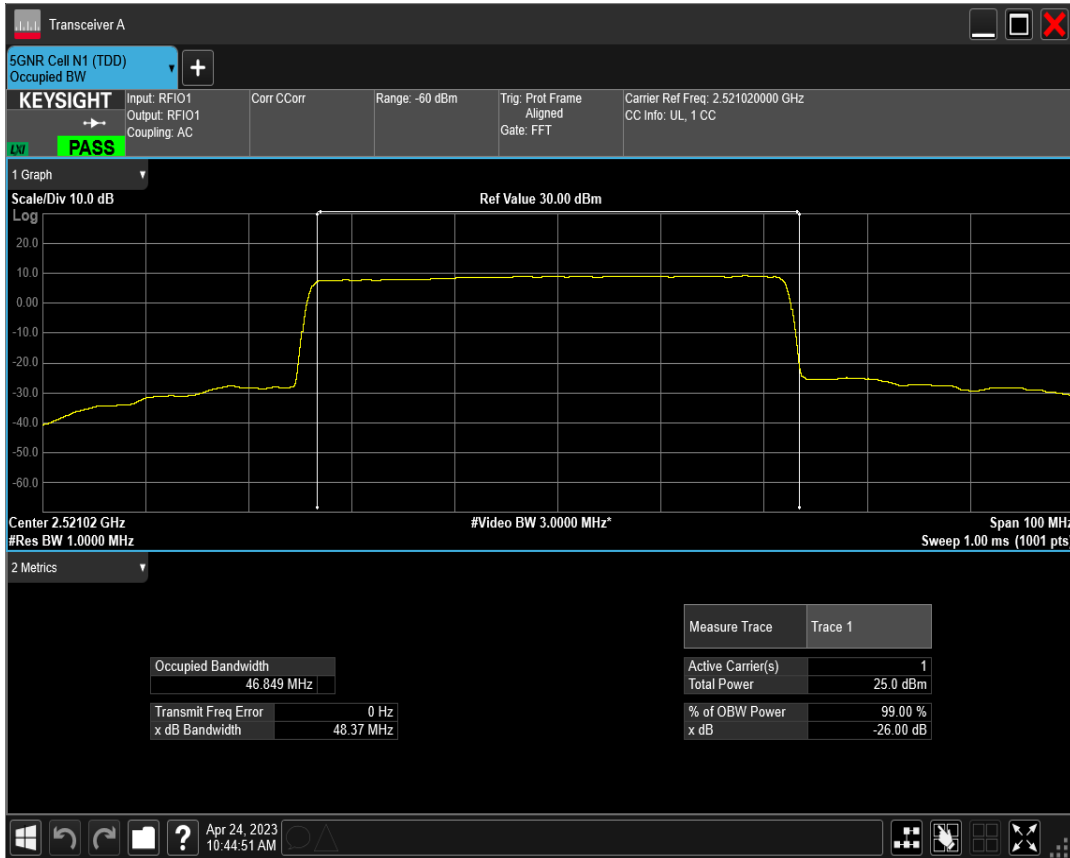 Transceiver A
5GNR Cell N1 (TDD)
Occupied BW
+
KEYSIGHT
LXI
PASS
Input: RFIO1
Output: RFIO1
Coupling: AC
Corr CCorr
Range: -60 dBm
Trig: Prot Frame
Aligned
Gate: FFT
Carrier Ref Freq: 2.521020000 GHz
CC Info: UL, 1 CC
1 Graph
Scale/Div 10.0 dB
Ref Value 30.00 dBm
Log
20.0
10.0
0.00
-10.0
-20.0
-30.0
-40.0
-50.0
-60.0
Center 2.52102 GHz
#Video BW 3.0000 MHz*
Span 100 MHz
#Res BW 1.0000 MHz
Sweep 1.00 ms (1001 pts)
2 Metrics
Measure Trace Trace 1
Occupied Bandwidth
46.849 MHz
Active Carrier(s) 1
Total Power 25.0 dBm
Transmit Freq Error 0 Hz
x dB Bandwidth 48.37 MHz
% of OBW Power 99.00 %
x dB -26.00 dB
?
Apr 24, 2023
10:44:51 AM